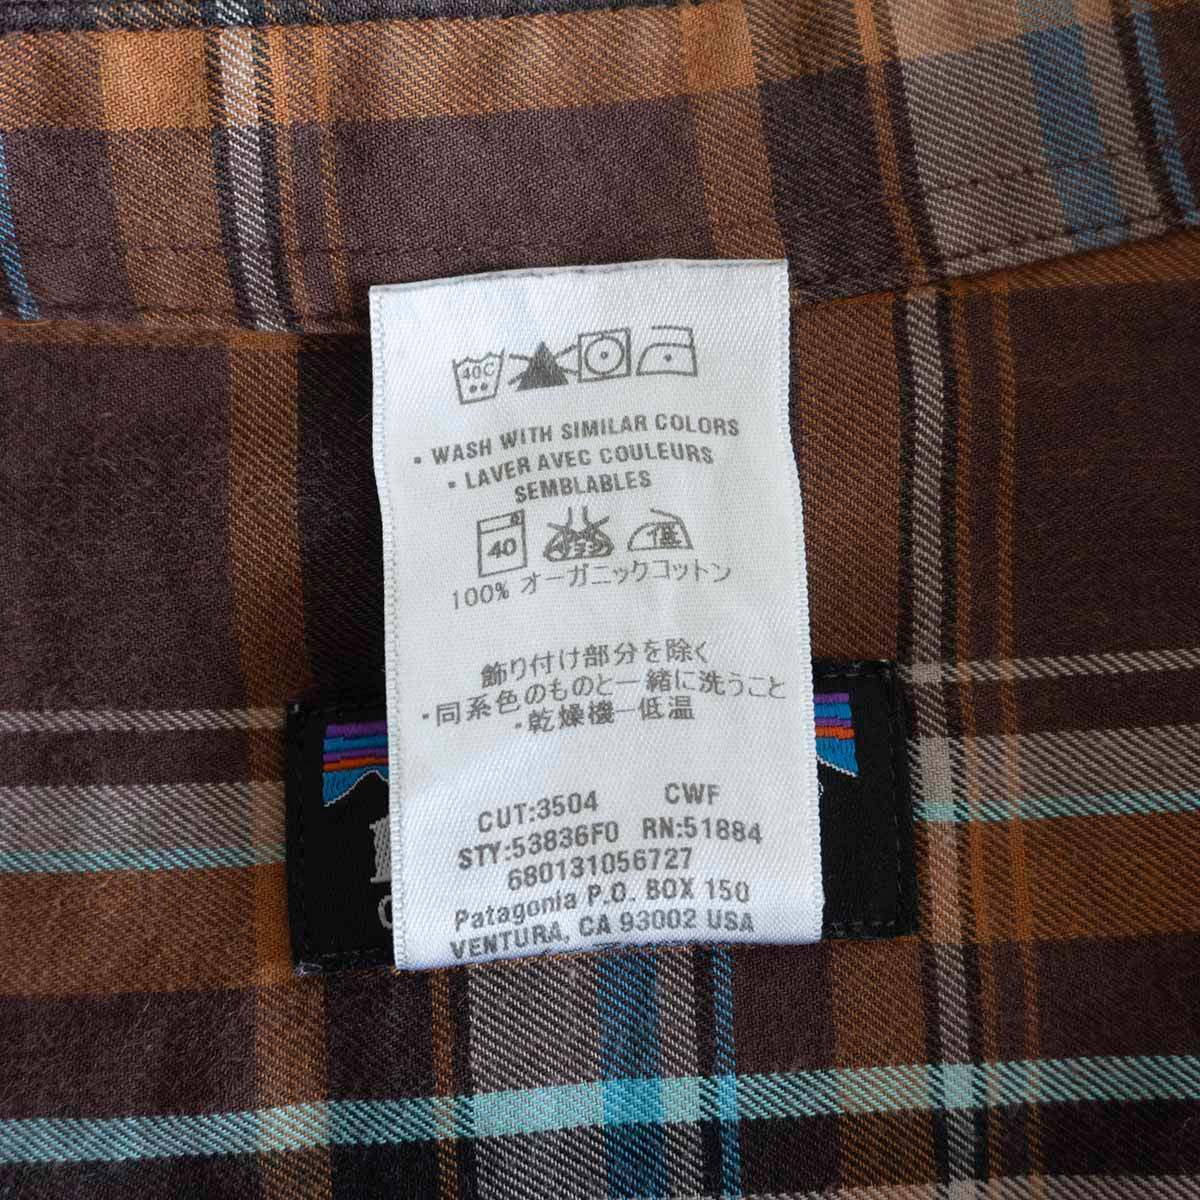 40C
• WASH WITH SIMILAR COLORS
• LAVER AVEC COULEURS
SEMBLABLES
40 低
100% オーガニックコットン
飾り付け部分を除く
・同系色のものと一緒に洗うこと
・乾燥機ー低温
CUT:3504 CWF
STY:53836F0 RN:51884
680131056727
Patagonia P.O. BOX 150
VENTURA, CA 93002 USA